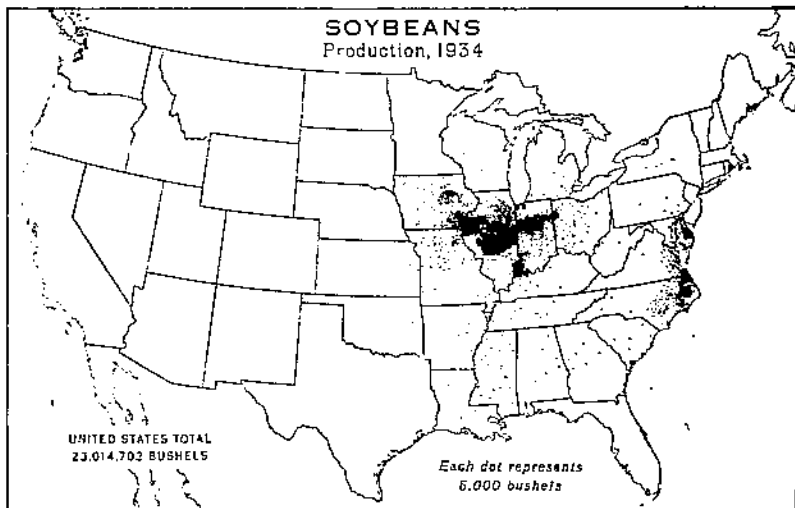 SOYBEANS
Production, 1934
UNITED STATES TOTAL
23,014,702 BUSHELS
Each dot represents
5,000 bushels